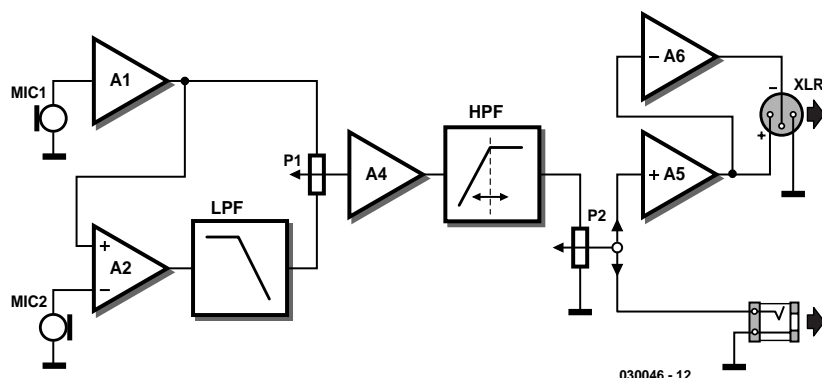 MIC1
A1
MIC2
+
A2
−
LPF
P1
A4
HPF
P2
− A6
+ A5
−
XLR
+
030046 - 12